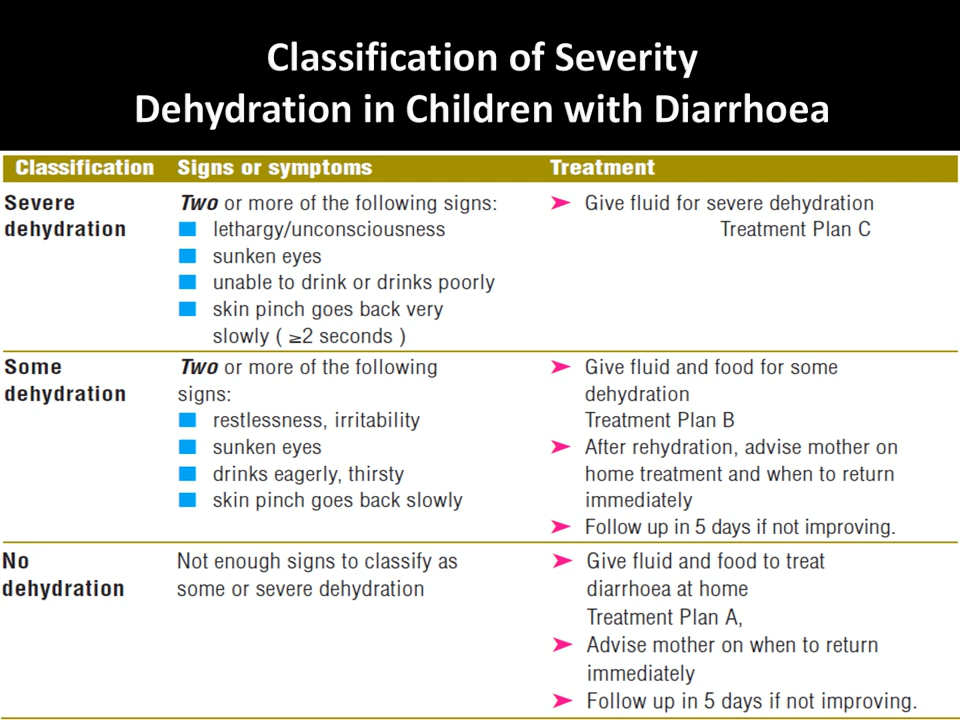 Classification of Severity
Dehydration in Children with Diarrhoea
Classification Signs or symptoms Treatment
Severe dehydration
Two or more of the following signs:
lethargy/unconsciousness
sunken eyes
unable to drink or drinks poorly
skin pinch goes back very
slowly ( ≥2 seconds )
Give fluid for severe dehydration
Treatment Plan C
Some dehydration
Two or more of the following
signs:
restlessness, irritability
sunken eyes
drinks eagerly, thirsty
skin pinch goes back slowly
Give fluid and food for some
dehydration
Treatment Plan B
After rehydration, advise mother on
home treatment and when to return
immediately
Follow up in 5 days if not improving.
No dehydration
Not enough signs to classify as
some or severe dehydration
Give fluid and food to treat
diarrhoea at home
Treatment Plan A,
Advise mother on when to return
immediately
Follow up in 5 days if not improving.